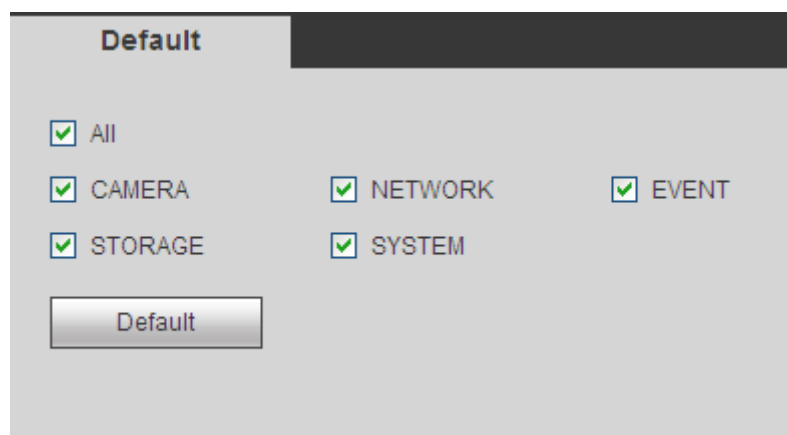 Default
All
CAMERA NETWORK EVENT
STORAGE SYSTEM
Default